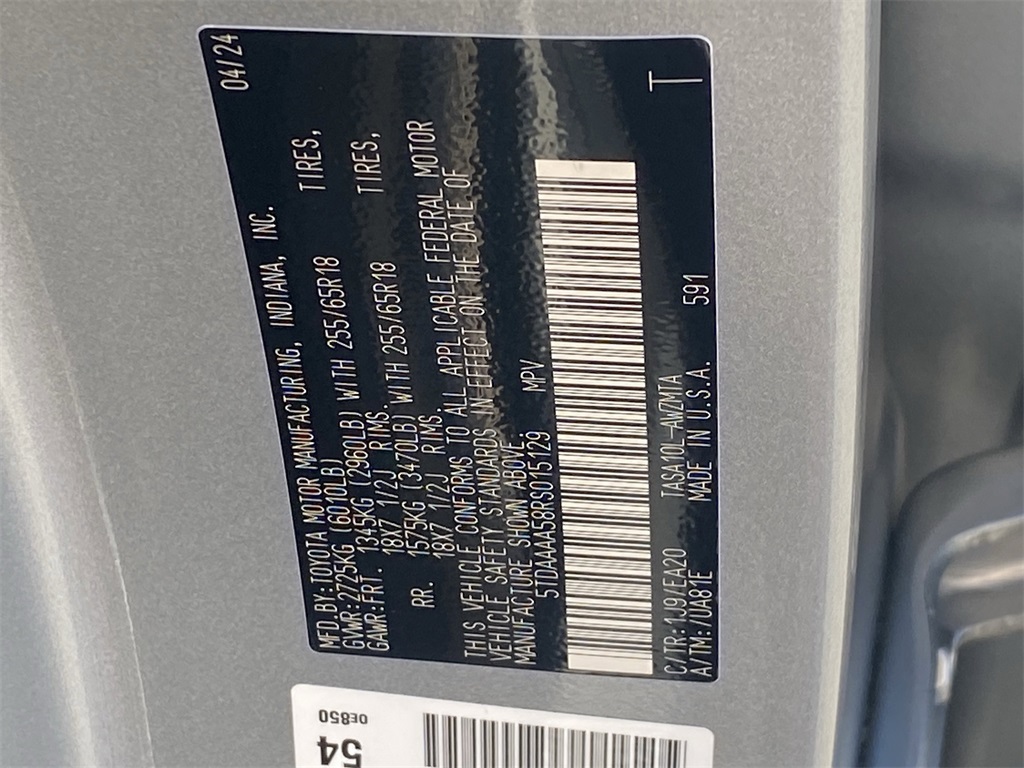 MFD.BY:TOYOTA MOTOR MANUFACTURING, INDIANA, INC. 04/24
GVWR:2725KG (6010LB)
GAWR:FRT. 1345KG (2960LB) WITH 255/65R18 TIRES,
18X7 1/2J RIMS.
RR. 1575KG (3470LB) WITH 255/65R18 TIRES,
18X7 1/2J RIMS.
THIS VEHICLE CONFORMS TO ALL APPLICABLE FEDERAL MOTOR
VEHICLE SAFETY STANDARDS IN EFFECT ON THE DATE OF
MANUFACTURE SHOWN ABOVE.
5TDAAAA58RS015129 MPV
T
C/TR:1J9/EA20 TASA10L-AWZMTA
A/TM:/UA81E MADE IN U.S.A. 591
0E850
54